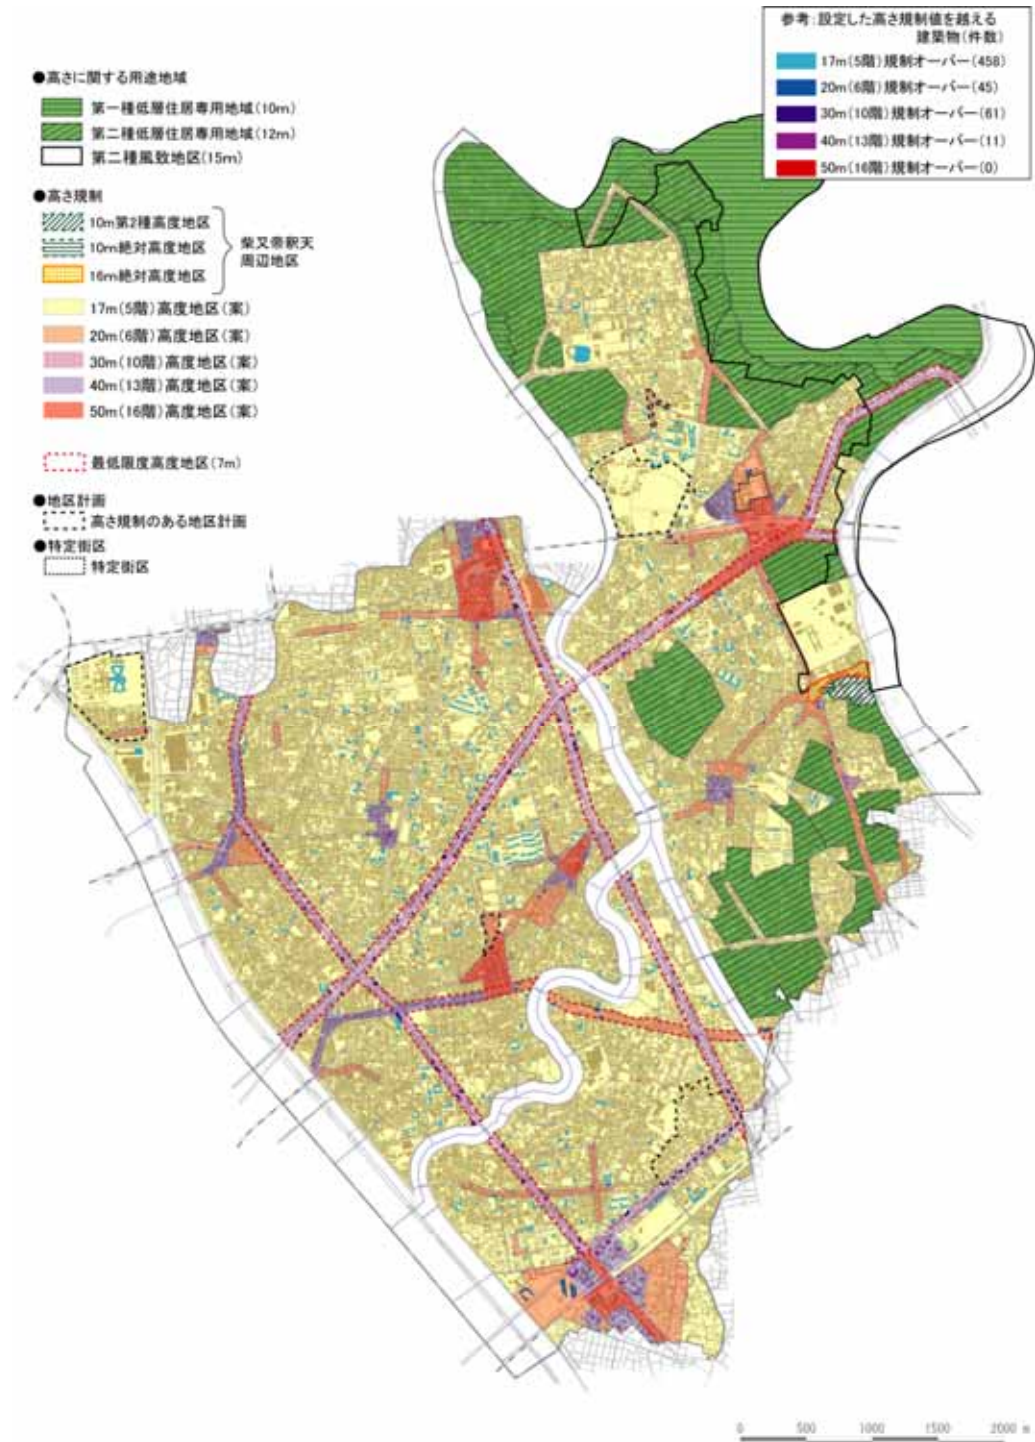 参考:設定した高さ規制値を越える
建築物(件数)
17m(5階)規制オーバー(458)
20m(6階)規制オーバー(45)
30m(10階)規制オーバー(61)
40m(13階)規制オーバー(11)
50m(16階)規制オーバー(0)
●高さに関する用途地域
第一種低層住居専用地域(10m)
第二種低層住居専用地域(12m)
第二種風致地区(15m)
●高さ規制
10m第2種高度地区
10m絶対高度地区
16m絶対高度地区
柴又帝釈天
周辺地区
17m(5階)高度地区(案)
20m(6階)高度地区(案)
30m(10階)高度地区(案)
40m(13階)高度地区(案)
50m(16階)高度地区(案)
最低限度高度地区(7m)
●地区計画
高さ規制のある地区計画
●特定街区
特定街区
0 500 1000 1500 2000 m